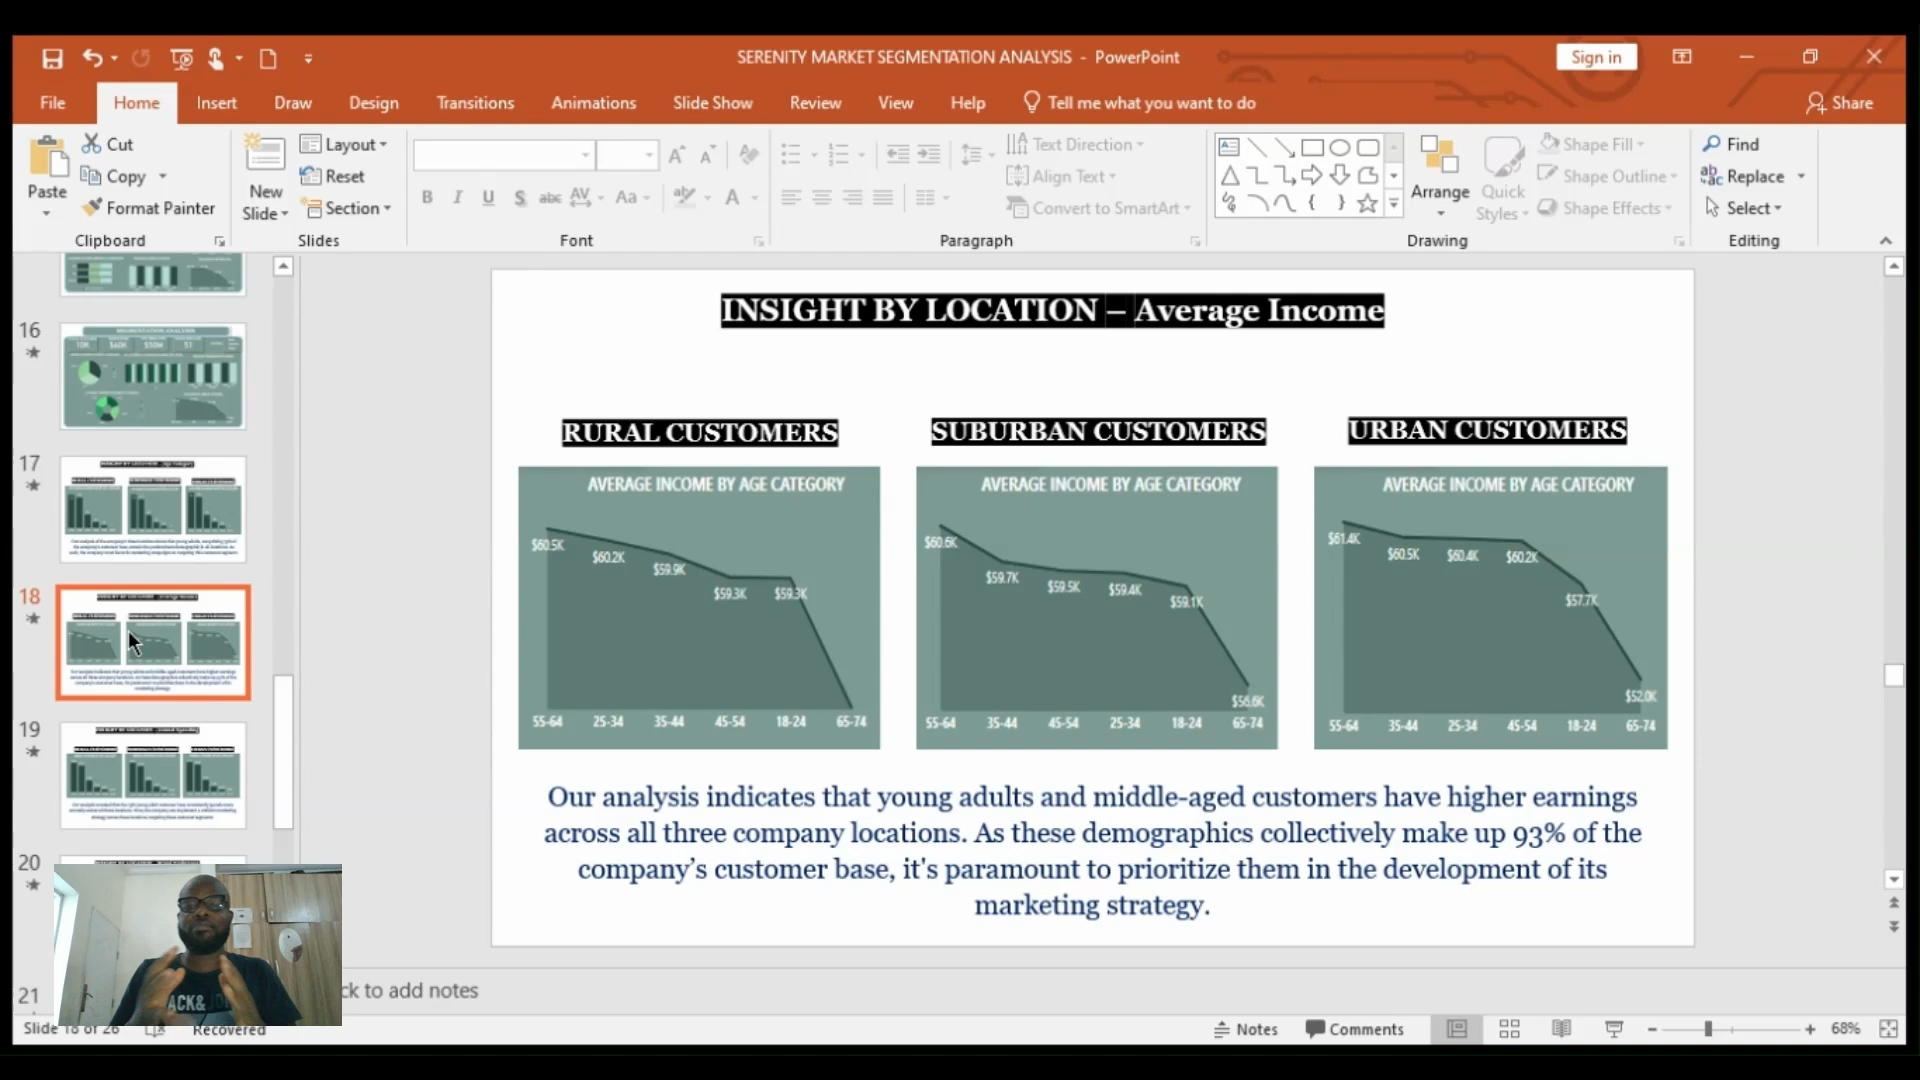 SERENITY MARKET SEGMENTATION ANALYSIS - PowerPoint
Sign in
File Home Insert Draw Design Transitions Animations Slide Show Review View Help Tell me what you want to do Share
Paste
Cut
Copy
Format Painter
Clipboard
New Slide
Layout
Reset
Section
Slides
B I U S abc AV Aa A
Font
Text Direction
Align Text
Convert to SmartArt
Paragraph
Arrange
Quick Styles
Shape Fill
Shape Outline
Shape Effects
Drawing
Find
Replace
Select
Editing
16
17
18
19
20
21
INSIGHT BY LOCATION – Average Income
RURAL CUSTOMERS
AVERAGE INCOME BY AGE CATEGORY
$60.5K $60.2K $59.9K $59.3K $59.3K
55-64 25-34 35-44 45-54 18-24 65-74
SUBURBAN CUSTOMERS
AVERAGE INCOME BY AGE CATEGORY
$60.6K $59.7K $59.5K $59.4K $59.1K $56.6K
55-64 35-44 45-54 25-34 18-24 65-74
URBAN CUSTOMERS
AVERAGE INCOME BY AGE CATEGORY
$61.4K $60.5K $60.4K $60.2K $57.7K $52.0K
55-64 35-44 25-34 45-54 18-24 65-74
Our analysis indicates that young adults and middle-aged customers have higher earnings
across all three company locations. As these demographics collectively make up 93% of the
company's customer base, it's paramount to prioritize them in the development of its
marketing strategy.
ck to add notes
ACK&
Slide 18 of 26 Recovered Notes Comments 68%